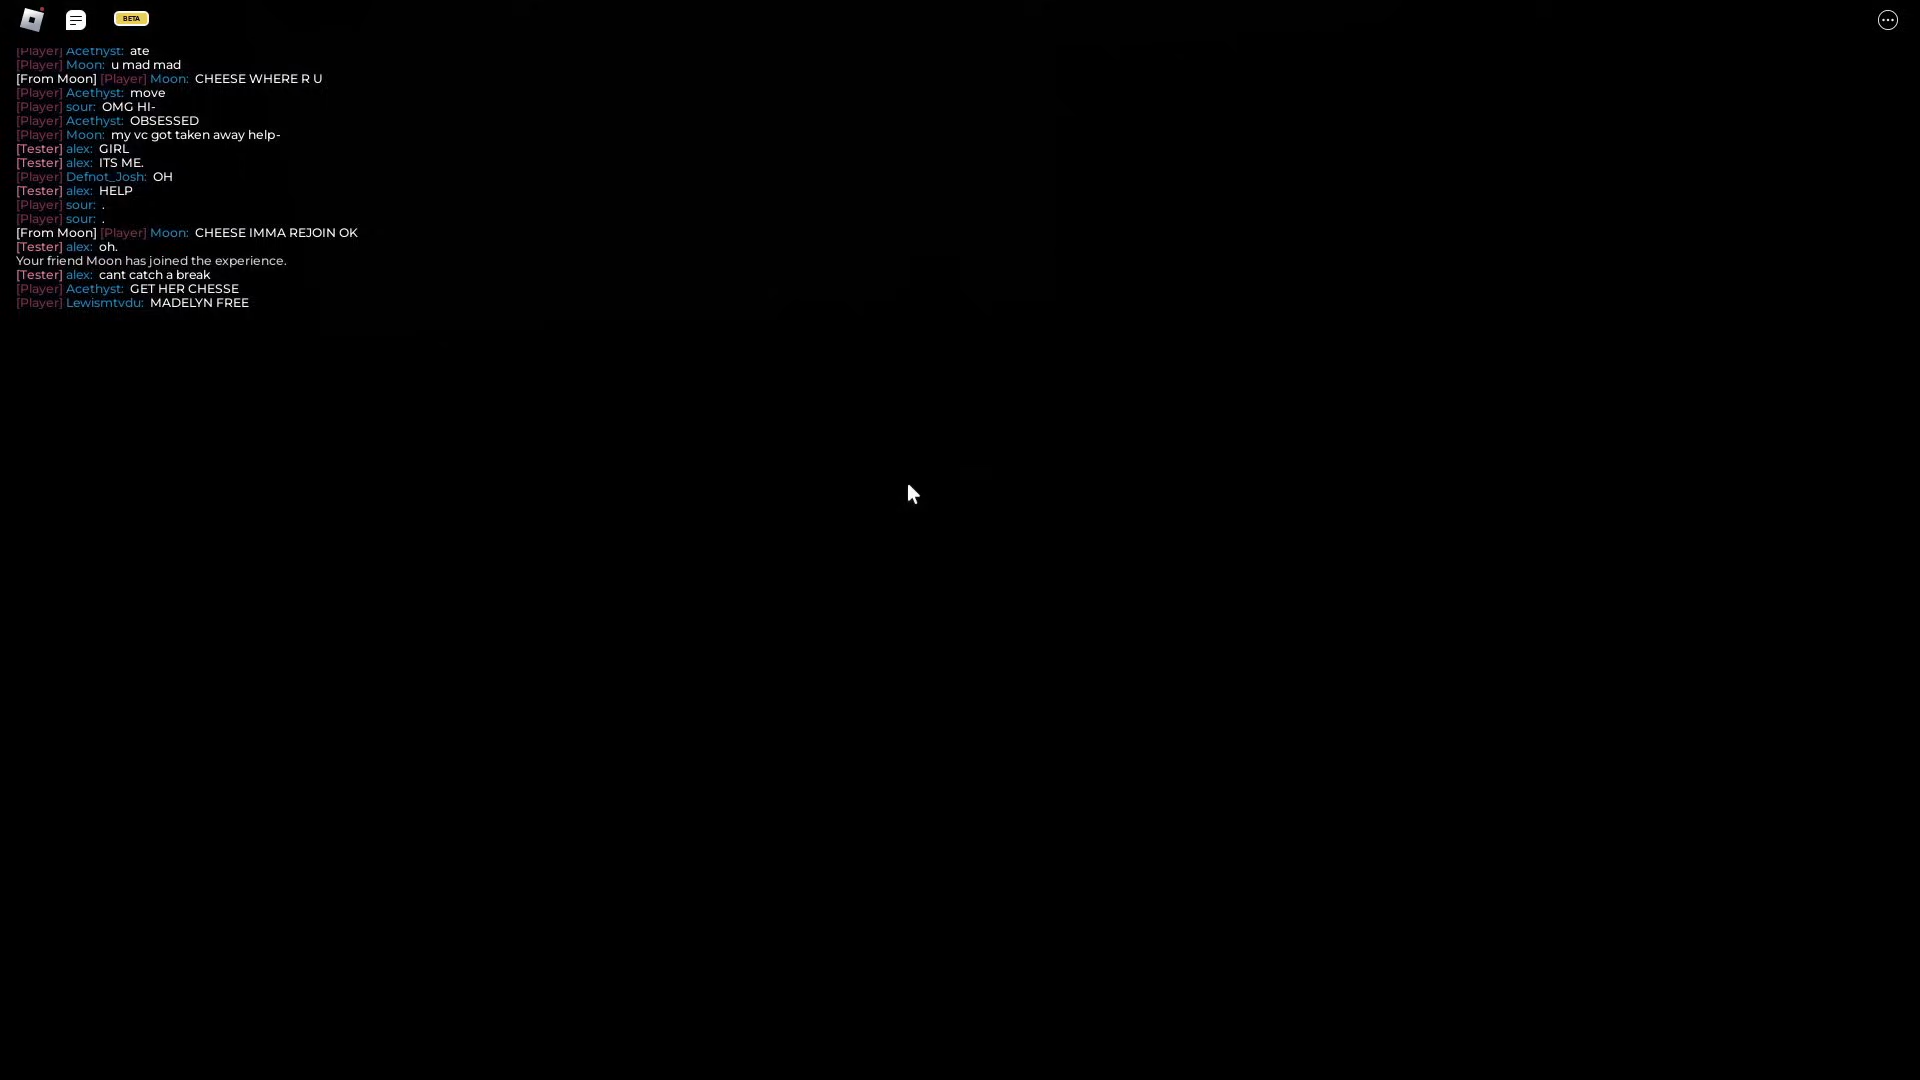 BETA
[Player] Acethyst: ate
[Player] Moon: u mad mad
[From Moon] [Player] Moon: CHEESE WHERE R U
[Player] Acethyst: move
[Player] sour: OMG HI-
[Player] Acethyst: OBSESSED
[Player] Moon: my vc got taken away help-
[Tester] alex: GIRL
[Tester] alex: ITS ME.
[Player] Defnot_Josh: OH
[Tester] alex: HELP
[Player] sour: .
[Player] sour: .
[From Moon] [Player] Moon: CHEESE IMMA REJOIN OK
[Tester] alex: oh.
Your friend Moon has joined the experience.
[Tester] alex: cant catch a break
[Player] Acethyst: GET HER CHESSE
[Player] Lewismtvdu: MADELYN FREE